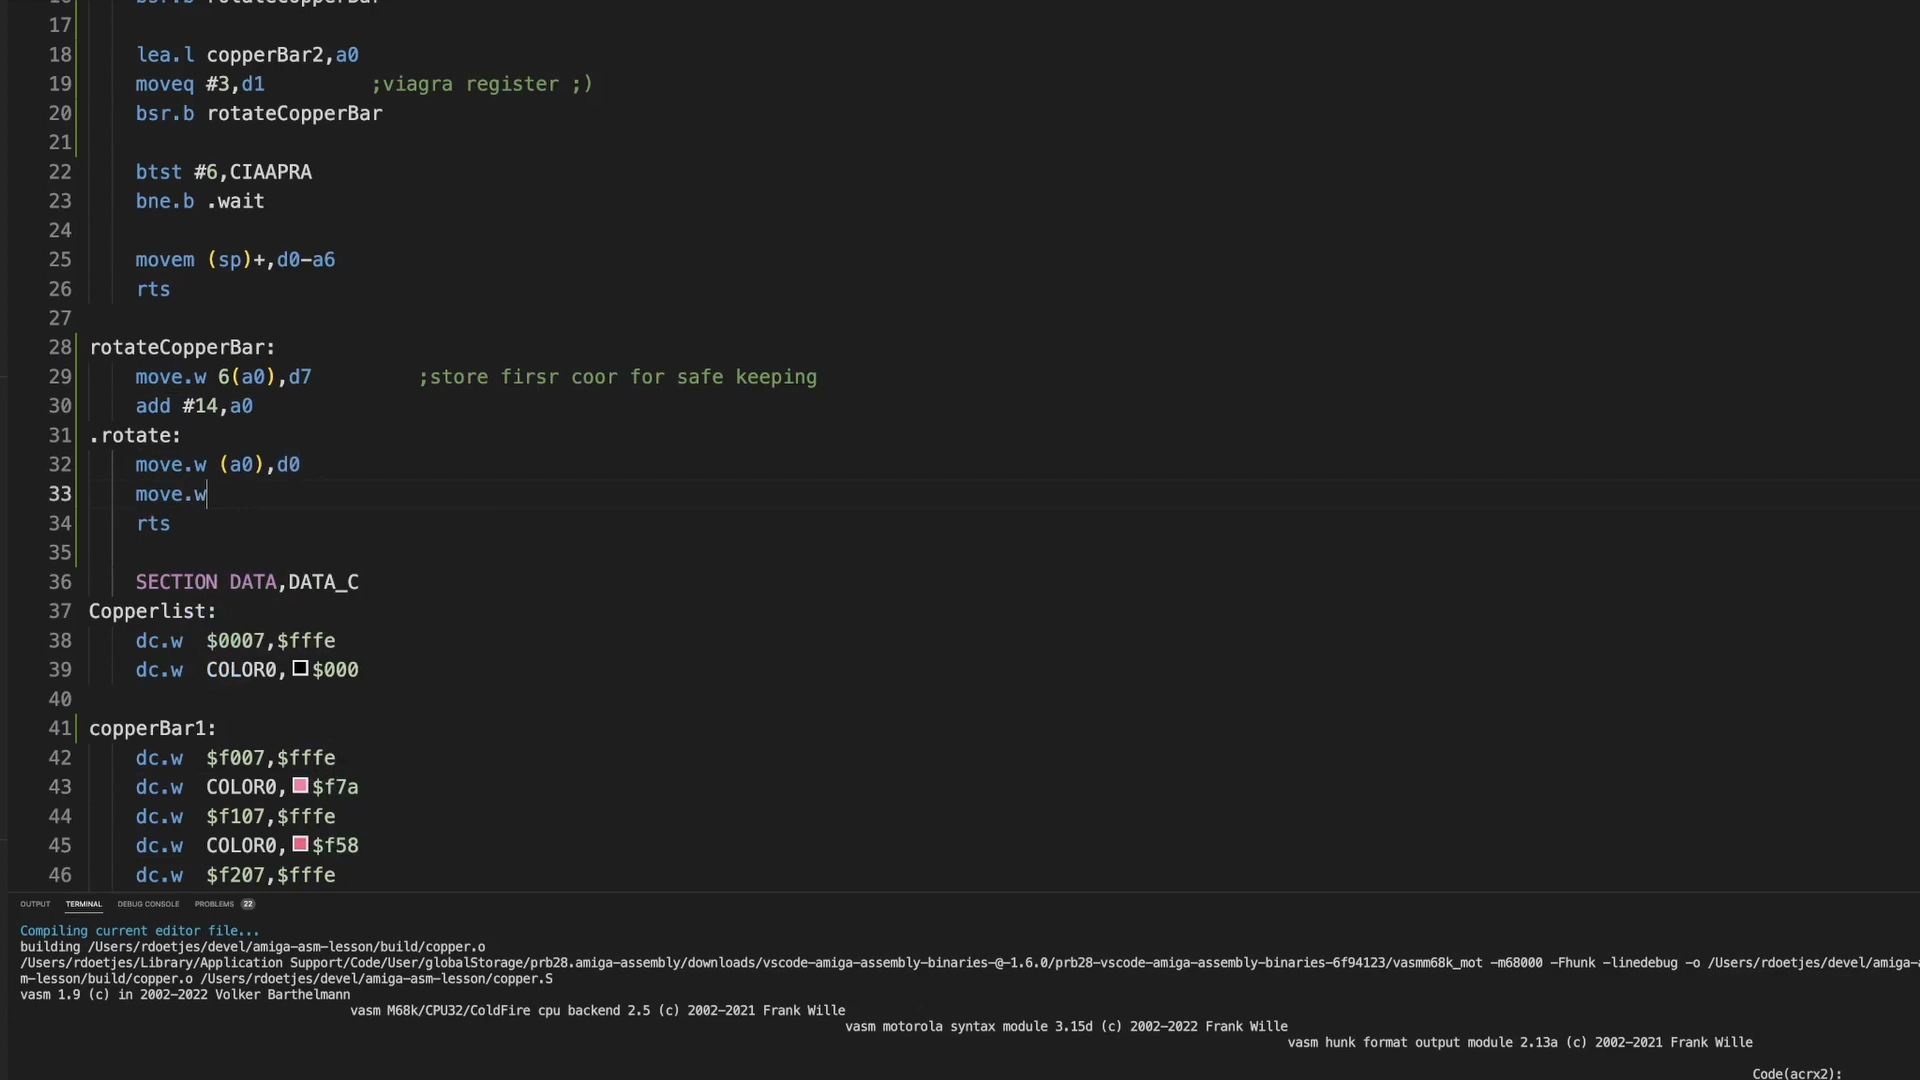 16 bsr.b rotateCopperBar
17
18 lea.l copperBar2,a0
19 moveq #3,d1 ;viagra register ;)
20 bsr.b rotateCopperBar
21
22 btst #6,CIAAPRA
23 bne.b .wait
24
25 movem (sp)+,d0-a6
26 rts
27
28 rotateCopperBar:
29 move.w 6(a0),d7 ;store firsr coor for safe keeping
30 add #14,a0
31 .rotate:
32 move.w (a0),d0
33 move.w
34 rts
35
36 SECTION DATA,DATA_C
37 Copperlist:
38 dc.w $0007,$fffe
39 dc.w COLOR0,$000
40
41 copperBar1:
42 dc.w $f007,$fffe
43 dc.w COLOR0,$f7a
44 dc.w $f107,$fffe
45 dc.w COLOR0,$f58
46 dc.w $f207,$fffe
OUTPUT TERMINAL DEBUG CONSOLE PROBLEMS 22
Compiling current editor file...
building /Users/rdoetjes/devel/amiga-asm-lesson/build/copper.o
/Users/rdoetjes/Library/Application Support/Code/User/globalStorage/prb28.amiga-assembly/downloads/vscode-amiga-assembly-binaries-@-1.6.0/prb28-vscode-amiga-assembly-binaries-6f94123/vasmm68k_mot -m68000 -Fhunk -linedebug -o /Users/rdoetjes/devel/amiga-a
m-lesson/build/copper.o /Users/rdoetjes/devel/amiga-asm-lesson/copper.S
vasm 1.9 (c) in 2002-2022 Volker Barthelmann
vasm M68k/CPU32/ColdFire cpu backend 2.5 (c) 2002-2021 Frank Wille
vasm motorola syntax module 3.15d (c) 2002-2022 Frank Wille
vasm hunk format output module 2.13a (c) 2002-2021 Frank Wille
Code(acrx2):